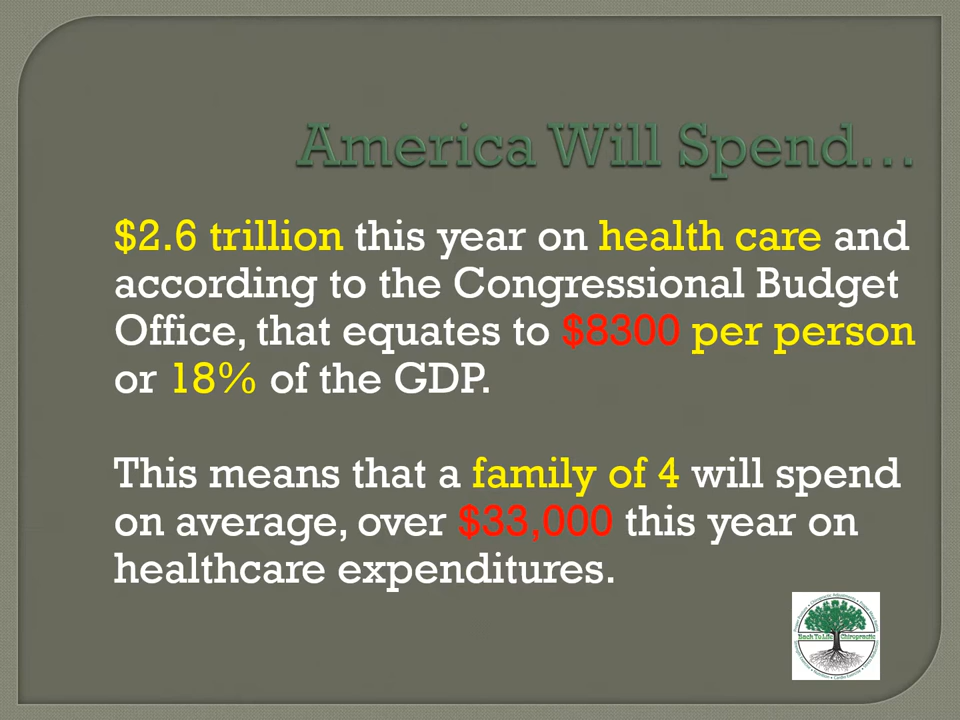 America Will Spend…
$2.6 trillion this year on health care and
according to the Congressional Budget
Office, that equates to $8300 per person
or 18% of the GDP.
This means that a family of 4 will spend
on average, over $33,000 this year on
healthcare expenditures.
Back To Life Chiropractic